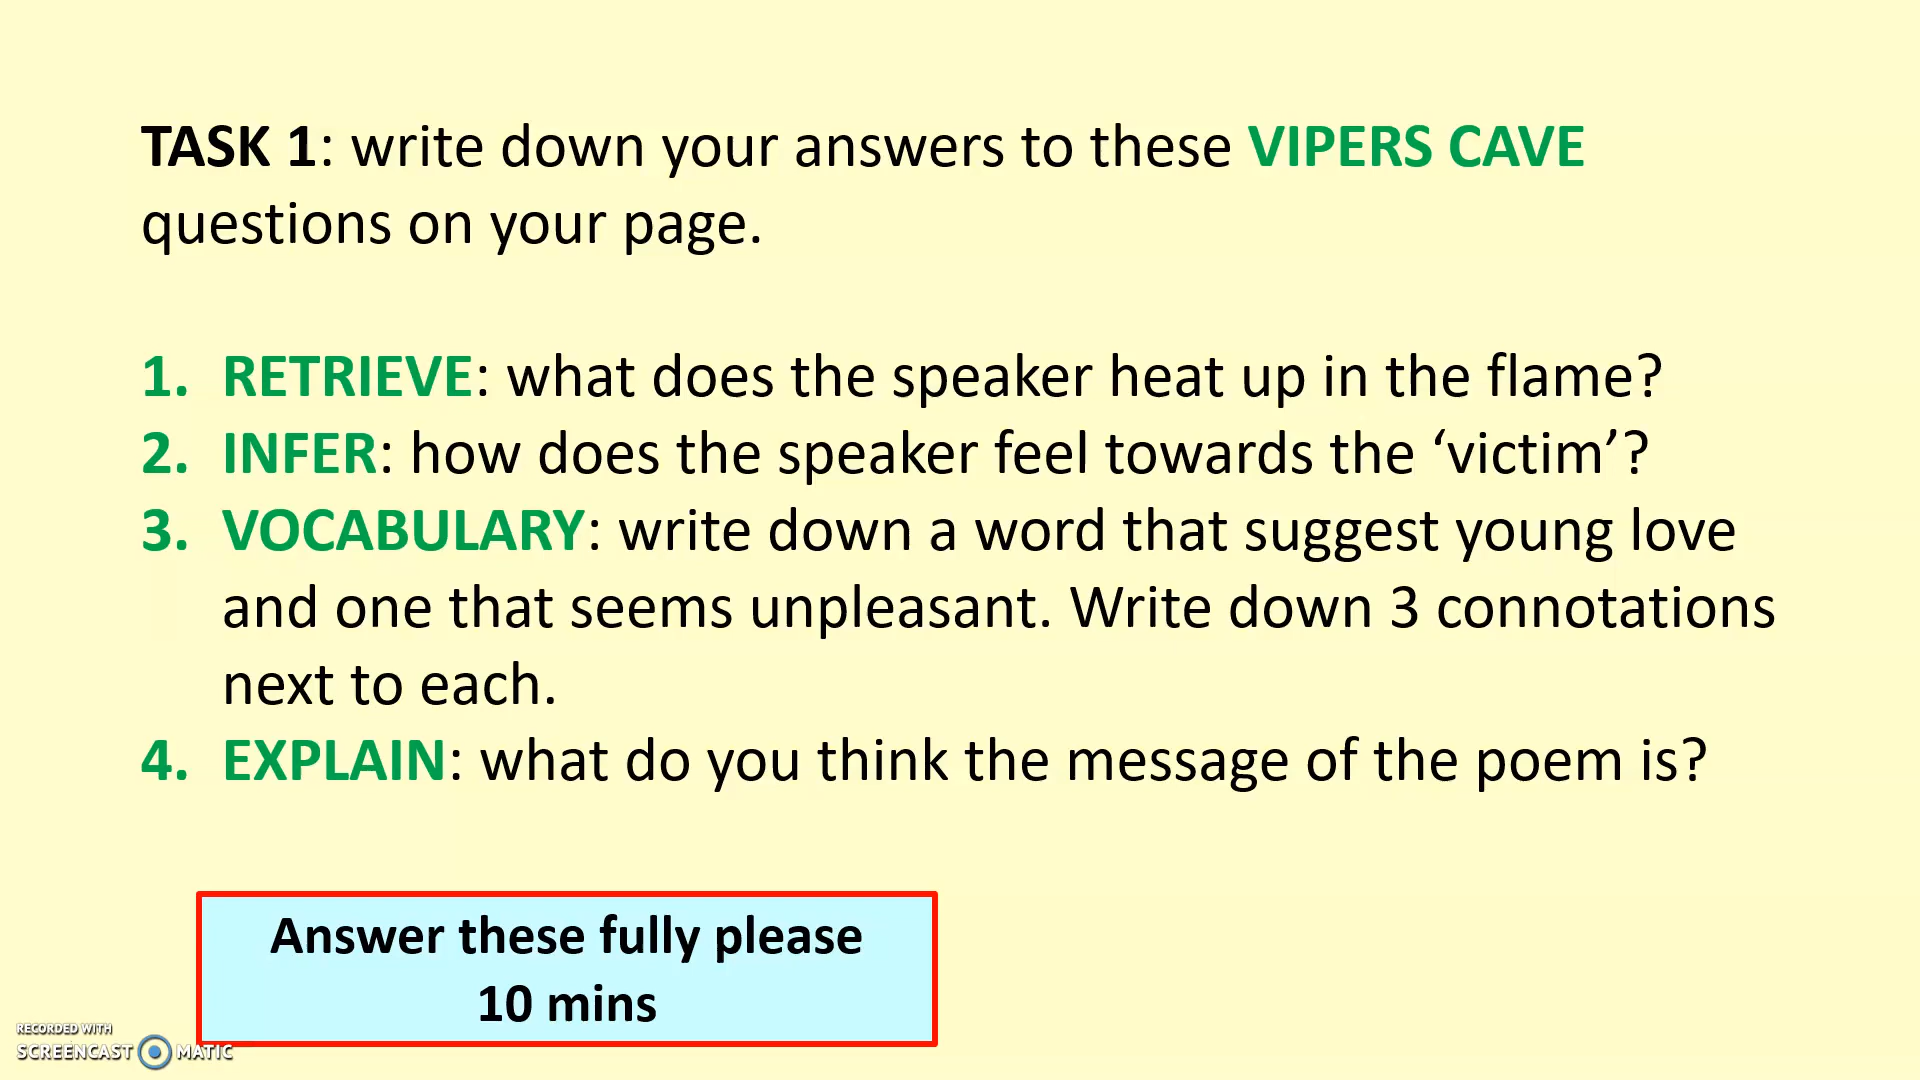 TASK 1: write down your answers to these VIPERS CAVE
questions on your page.
1. RETRIEVE: what does the speaker heat up in the flame?
2. INFER: how does the speaker feel towards the ‘victim’?
3. VOCABULARY: write down a word that suggest young love
and one that seems unpleasant. Write down 3 connotations
next to each.
4. EXPLAIN: what do you think the message of the poem is?
Answer these fully please
10 mins
RECORDED WITH
SCREENCAST MATIC